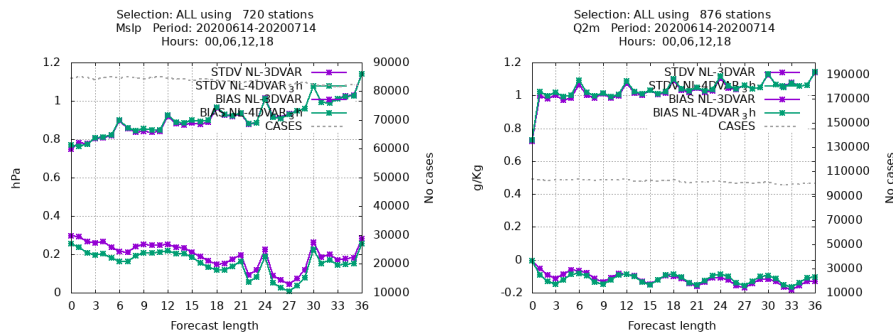 Selection: ALL using 720 stations
Mslp Period: 20200614-20200714
Hours: 00,06,12,18
STDV NL-3DVAR
STDV NL-4DVAR_3h
BIAS NL-3DVAR
BIAS NL-4DVAR_3h
CASES
hPa
1.2
1
0.8
0.6
0.4
0.2
0
No cases
90000
80000
70000
60000
50000
40000
30000
20000
10000
0 3 6 9 12 15 18 21 24 27 30 33 36
Forecast length
Selection: ALL using 876 stations
Q2m Period: 20200614-20200714
Hours: 00,06,12,18
STDV NL-3DVAR
STDV NL-4DVAR_3h
BIAS NL-3DVAR
BIAS NL-4DVAR_3h
CASES
g/Kg
1.2
1
0.8
0.6
0.4
0.2
0
-0.2
No cases
190000
170000
150000
130000
110000
90000
70000
50000
30000
10000
0 3 6 9 12 15 18 21 24 27 30 33 36
Forecast length